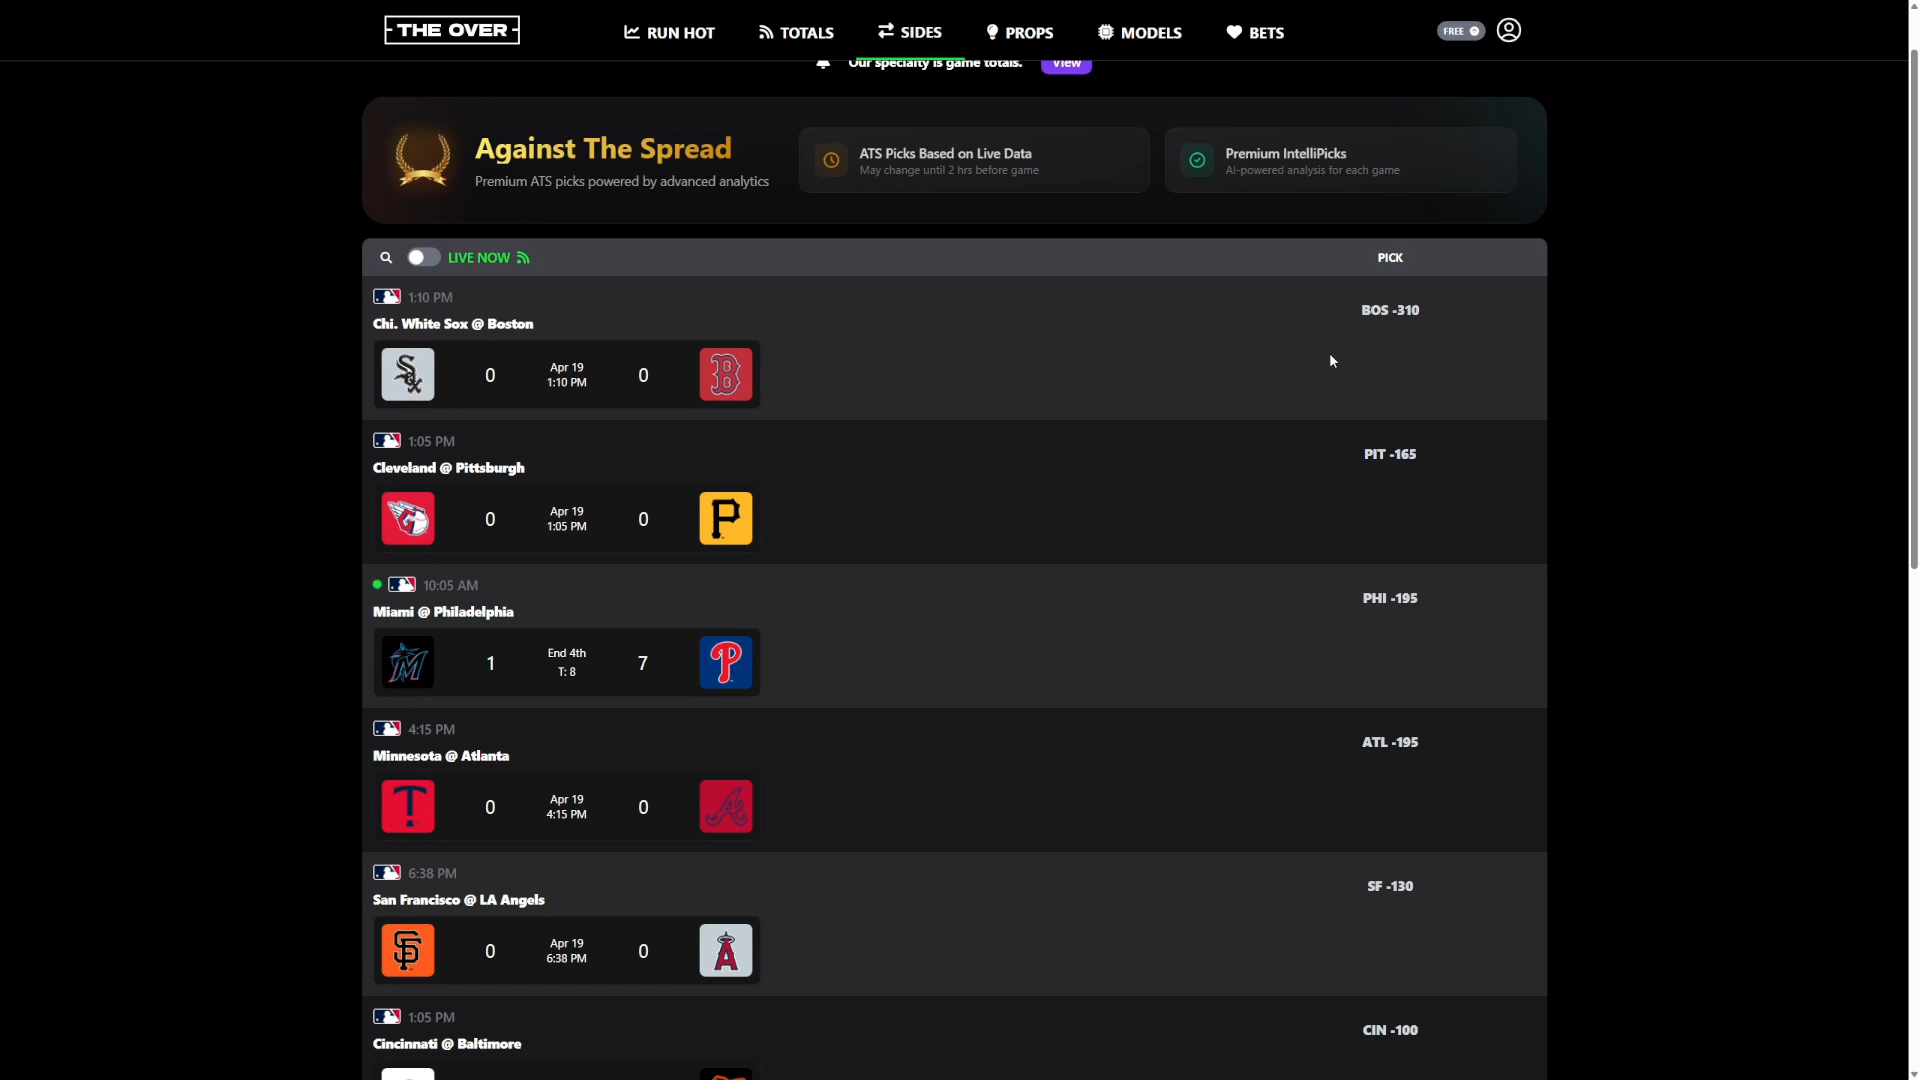 THE OVER
RUN HOT
TOTALS
SIDES
PROPS
MODELS
BETS
FREE
Our specialty is game totals.
View
Against The Spread
Premium ATS picks powered by advanced analytics
ATS Picks Based on Live Data
May change until 2 hrs before game
Premium IntelliPicks
AI-powered analysis for each game
LIVE NOW
PICK
1:10 PM
Chi. White Sox @ Boston
BOS -310
Sox
0
Apr 19
1:10 PM
0
B
1:05 PM
Cleveland @ Pittsburgh
PIT -165
0
Apr 19
1:05 PM
0
P
10:05 AM
Miami @ Philadelphia
PHI -195
M
1
End 4th
T: 8
7
P
4:15 PM
Minnesota @ Atlanta
ATL -195
T
0
Apr 19
4:15 PM
0
A
6:38 PM
San Francisco @ LA Angels
SF -130
SF
0
Apr 19
6:38 PM
0
A
1:05 PM
Cincinnati @ Baltimore
CIN -100